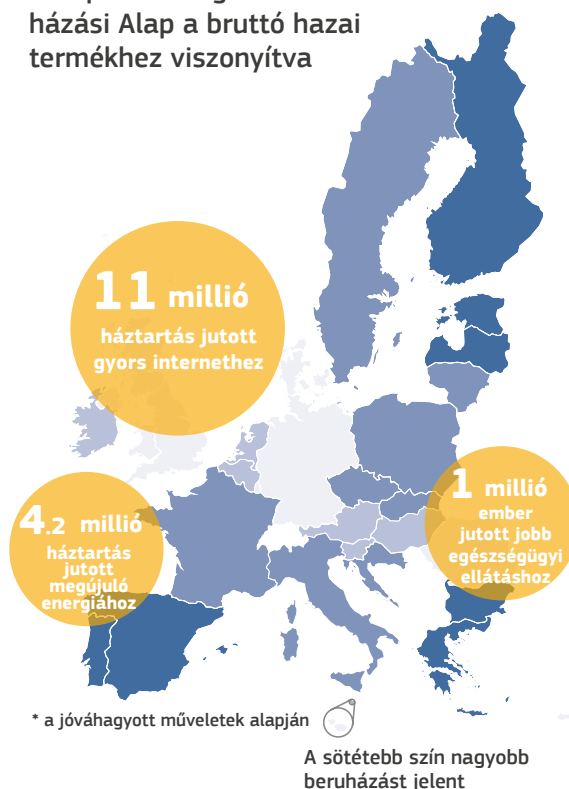 házási Alap a bruttó hazai
termékhez viszonyítva
11 millió
háztartás jutott
gyors internethez
4.2 millió
háztartás
jutott
megújuló
energiához
1 millió
ember
jutott jobb
egészségügyi
ellátáshoz
* a jóváhagyott műveletek alapján
A sötétebb szín nagyobb
beruházást jelent